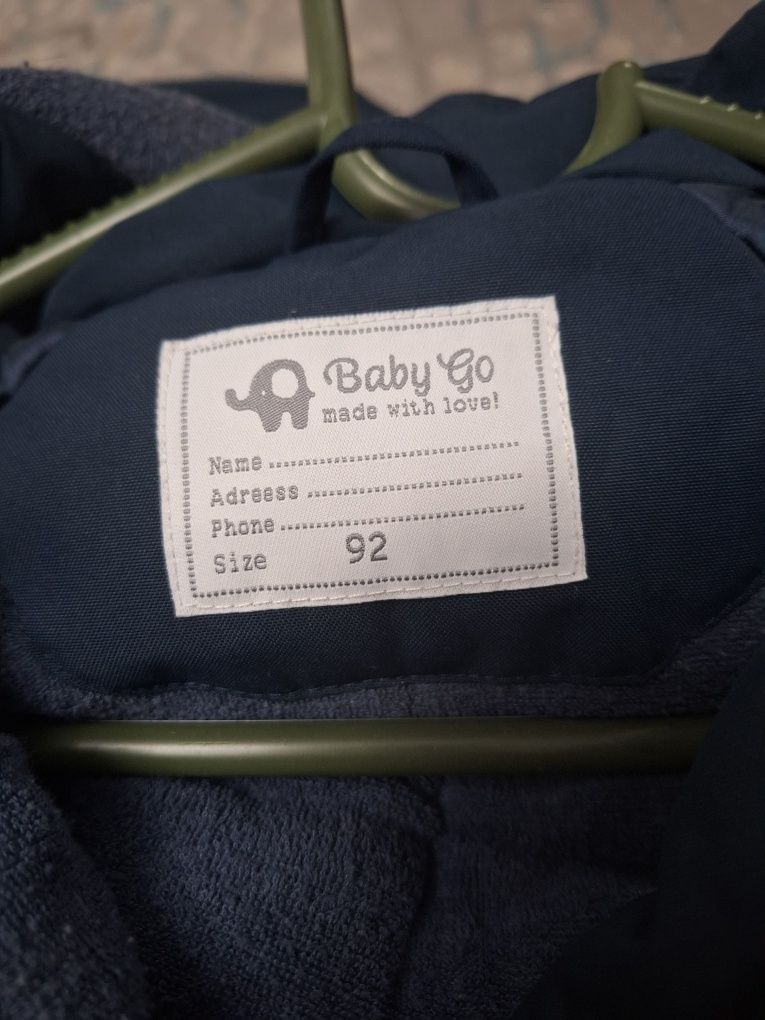 Baby Go
made with love!
Name
Adreess
Phone
Size 92